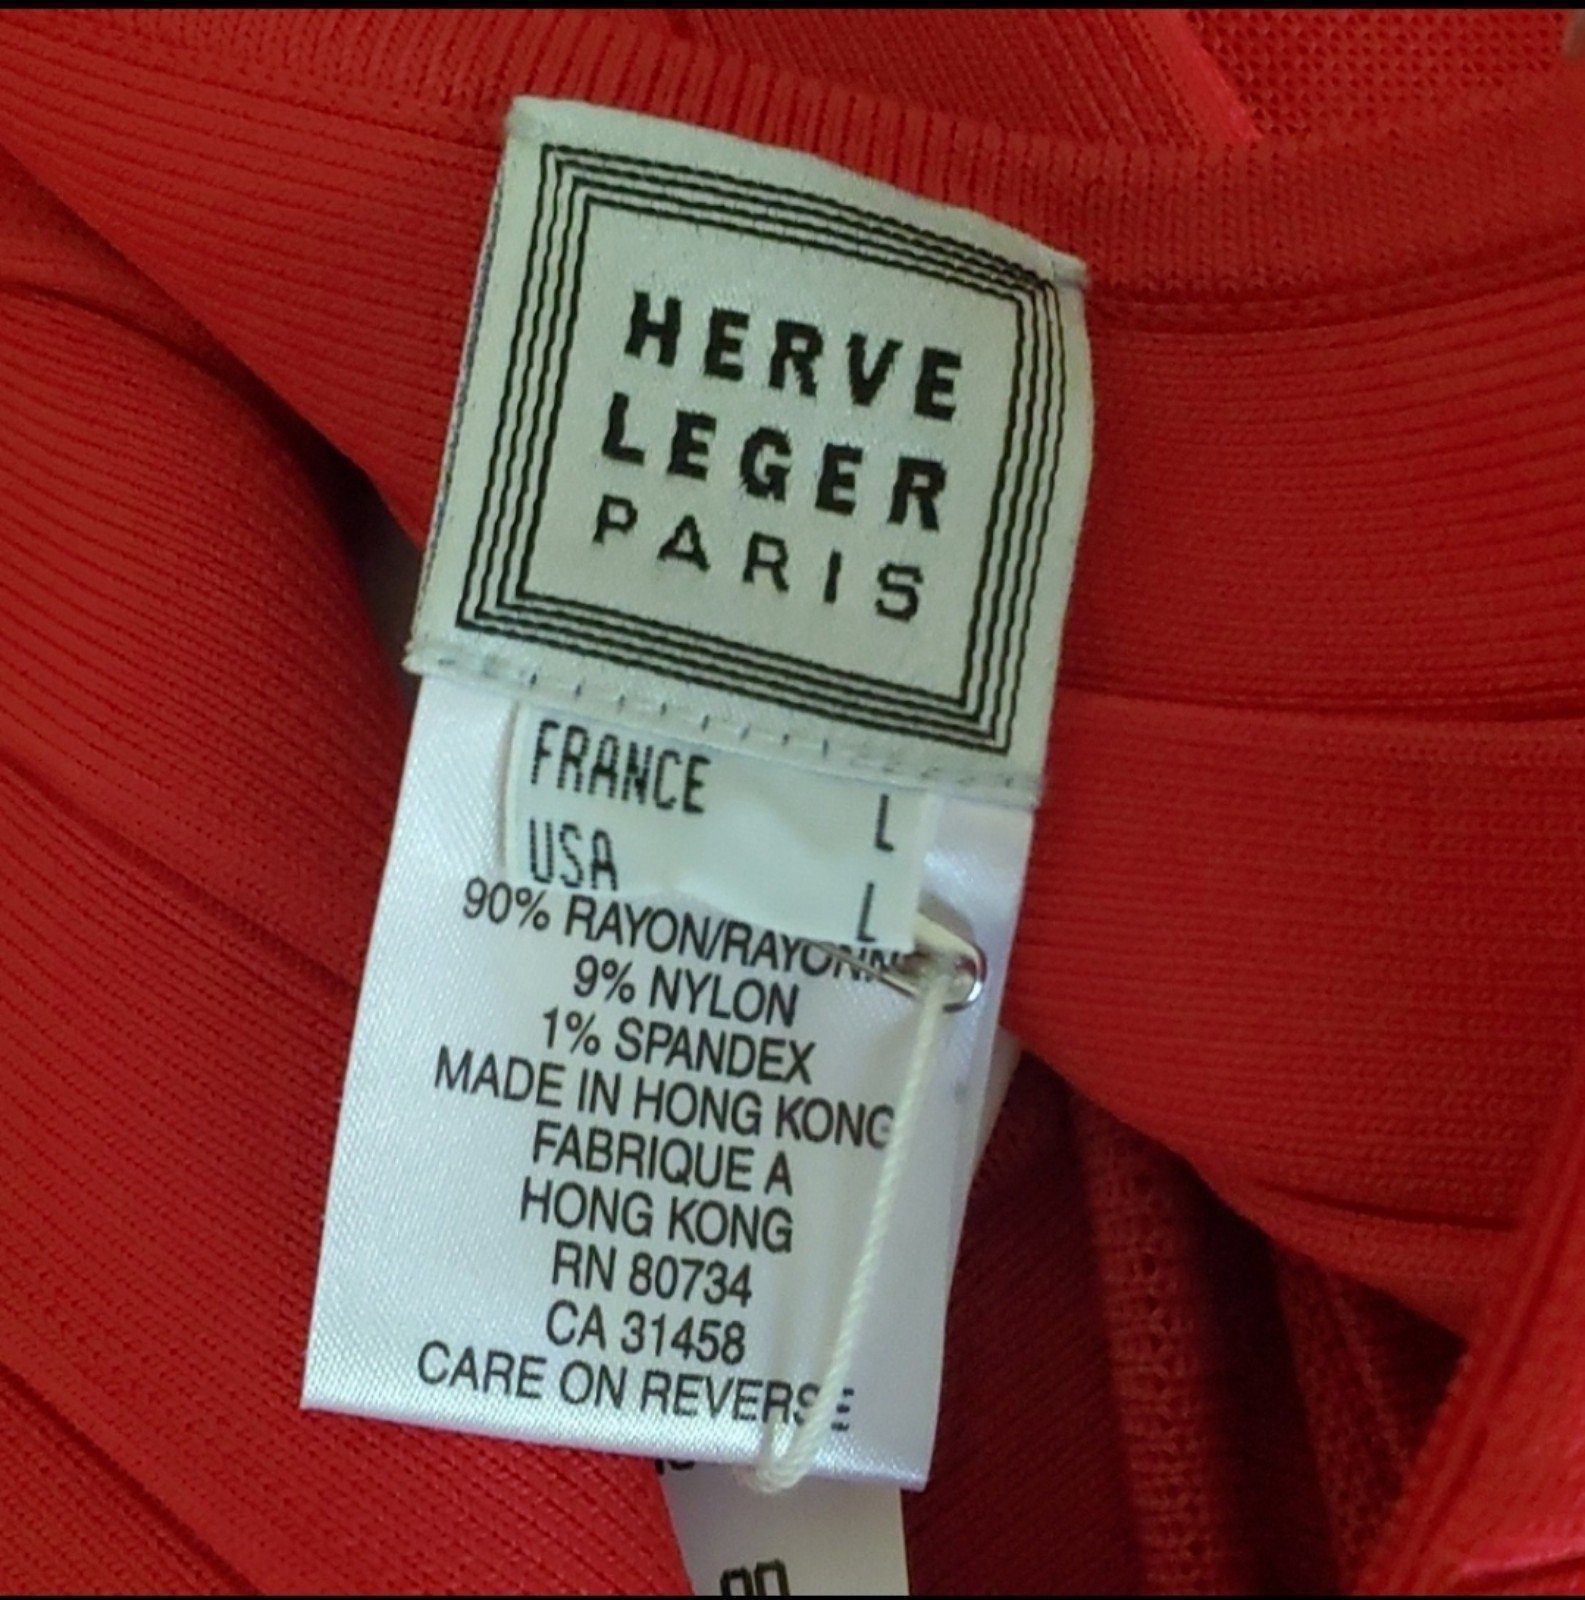 HERVE
LEGER
PARIS
FRANCE L
USA L
90% RAYON/RAYONN
9% NYLON
1% SPANDEX
MADE IN HONG KONG
FABRIQUE A
HONG KONG
RN 80734
CA 31458
CARE ON REVERSE